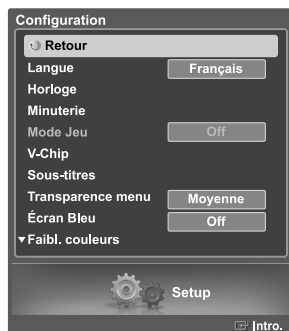 Configuration
Retour
Langue Français
Horloge
Minuterie
Mode Jeu Off
V-Chip
Sous-titres
Transparence menu Moyenne
Écran Bleu Off
▼Faibl. couleurs
Setup
Intro.